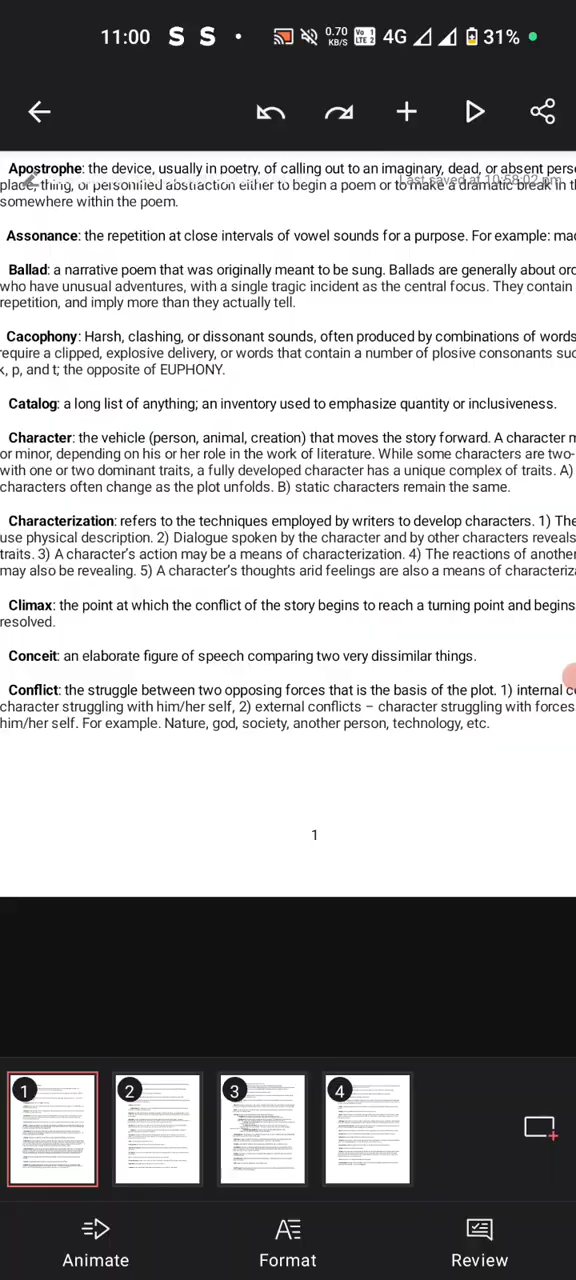 11:00 S S • 0.70 KB/S Vo 1 LTE 2 4G 31%
Apostrophe: the device, usually in poetry, of calling out to an imaginary, dead, or absent pers
place, thing, or personified abstraction either to begin a poem or to make a dramatic break in t
Last saved at 10:58:02 pm
somewhere within the poem.
Assonance: the repetition at close intervals of vowel sounds for a purpose. For example: mad
Ballad: a narrative poem that was originally meant to be sung. Ballads are generally about ord
who have unusual adventures, with a single tragic incident as the central focus. They contain
repetition, and imply more than they actually tell.
Cacophony: Harsh, clashing, or dissonant sounds, often produced by combinations of words
require a clipped, explosive delivery, or words that contain a number of plosive consonants suc
k, p, and t; the opposite of EUPHONY.
Catalog: a long list of anything; an inventory used to emphasize quantity or inclusiveness.
Character: the vehicle (person, animal, creation) that moves the story forward. A character m
or minor, depending on his or her role in the work of literature. While some characters are two-
with one or two dominant traits, a fully developed character has a unique complex of traits. A)
characters often change as the plot unfolds. B) static characters remain the same.
Characterization: refers to the techniques employed by writers to develop characters. 1) The
use physical description. 2) Dialogue spoken by the character and by other characters reveals
traits. 3) A character's action may be a means of characterization. 4) The reactions of another
may also be revealing. 5) A character's thoughts arid feelings are also a means of characteriza
Climax: the point at which the conflict of the story begins to reach a turning point and begins
resolved.
Conceit: an elaborate figure of speech comparing two very dissimilar things.
Conflict: the struggle between two opposing forces that is the basis of the plot. 1) internal c
character struggling with him/her self, 2) external conflicts – character struggling with forces
him/her self. For example. Nature, god, society, another person, technology, etc.
1
1 2 3 4
Animate Format Review